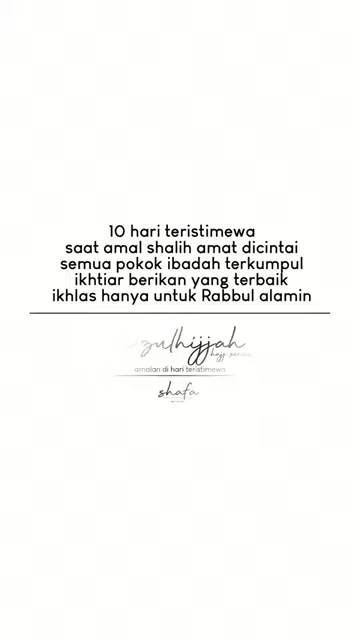 10 hari teristimewa
saat amal shalih amat dicintai
semua pokok ibadah terkumpul
ikhtiar berikan yang terbaik
ikhlas hanya untuk Rabbul alamin
zulhijjah
amalan di hari teristimewa
shafa